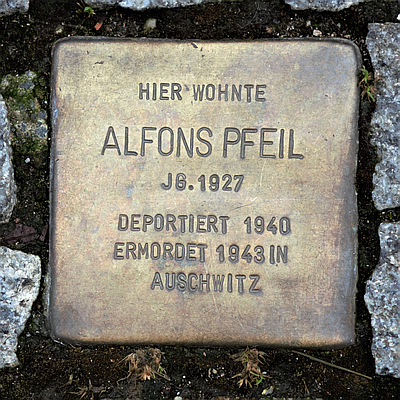 HIER WOHNTE
ALFONS PFEIL
JG.1927
DEPORTIERT 1940
ERMORDET 1943 IN
AUSCHWITZ